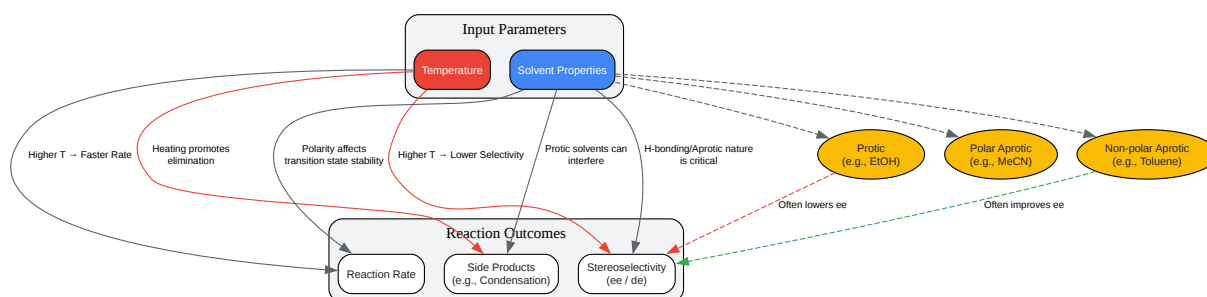 Input Parameters
Temperature
Solvent Properties
Higher T → Faster Rate
Heating promotes
elimination
Polarity affects
transition state stability
Higher T → Lower Selectivity
Protic solvents can
interfere
H-bonding/Aprotic nature
is critical
Protic
(e.g., EtOH)
Polar Aprotic
(e.g., MeCN)
Non-polar Aprotic
(e.g., Toluene)
Often lowers ee
Often improves ee
Reaction Outcomes
Reaction Rate
Side Products
(e.g., Condensation)
Stereoselectivity
(ee / de)